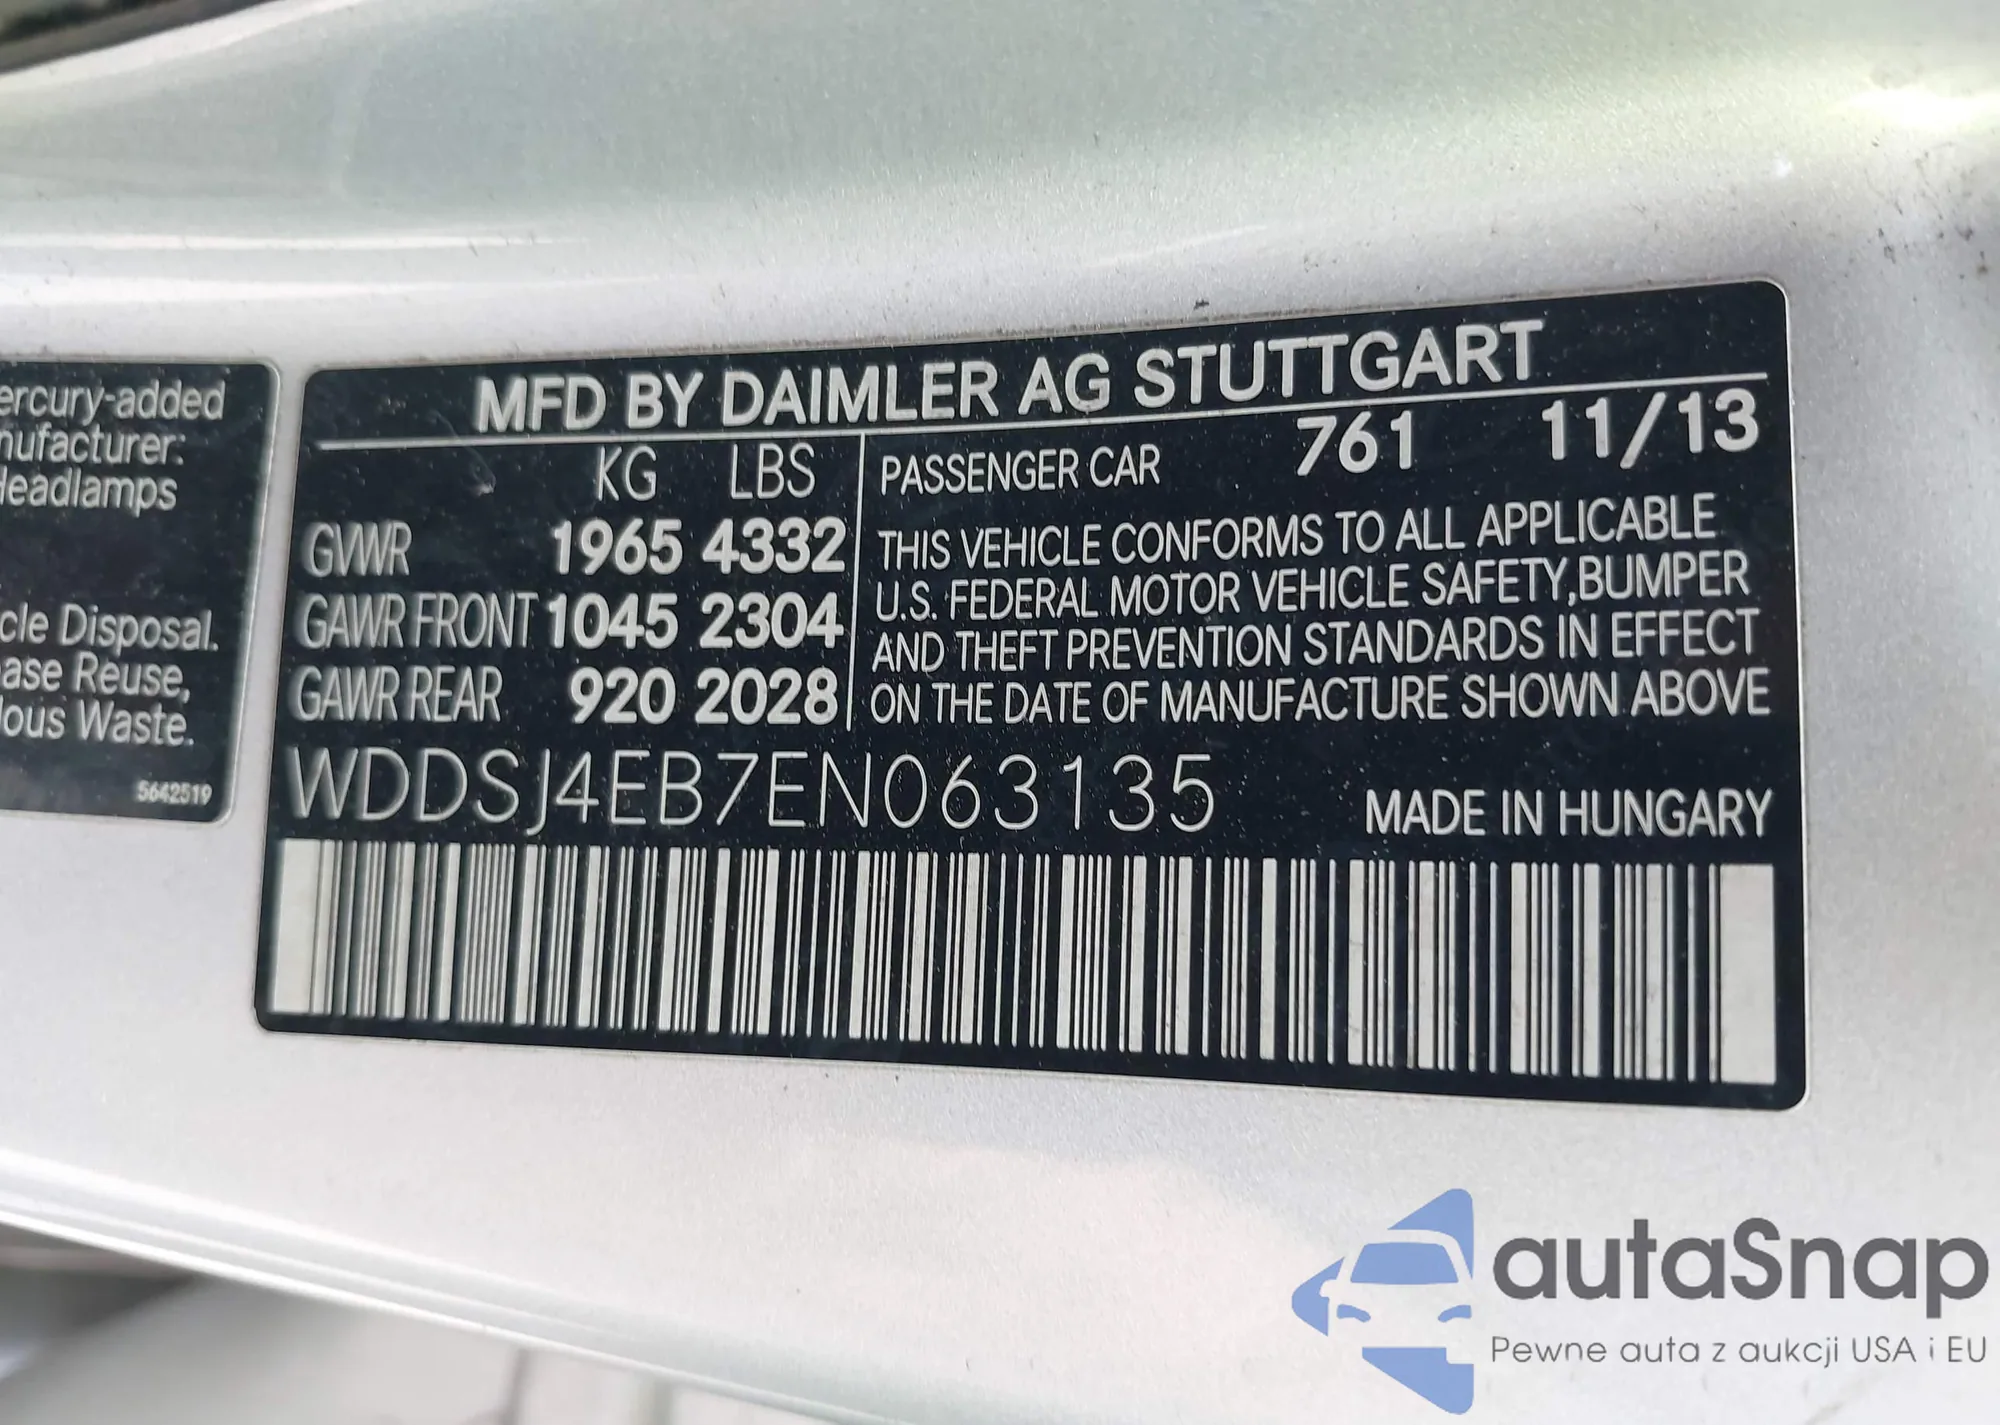 ercury-added
nufacturer:
Headlamps
cle Disposal.
ase Reuse,
ous Waste.
5642519
MFD BY DAIMLER AG STUTTGART
KG LBS
GVWR 1965 4332
GAWR FRONT 1045 2304
GAWR REAR 920 2028
PASSENGER CAR 761 11/13
THIS VEHICLE CONFORMS TO ALL APPLICABLE
U.S. FEDERAL MOTOR VEHICLE SAFETY,BUMPER
AND THEFT PREVENTION STANDARDS IN EFFECT
ON THE DATE OF MANUFACTURE SHOWN ABOVE
WDDSJ4EB7EN063135
MADE IN HUNGARY
autaSnap
Pewne auta z aukcji USA i EU